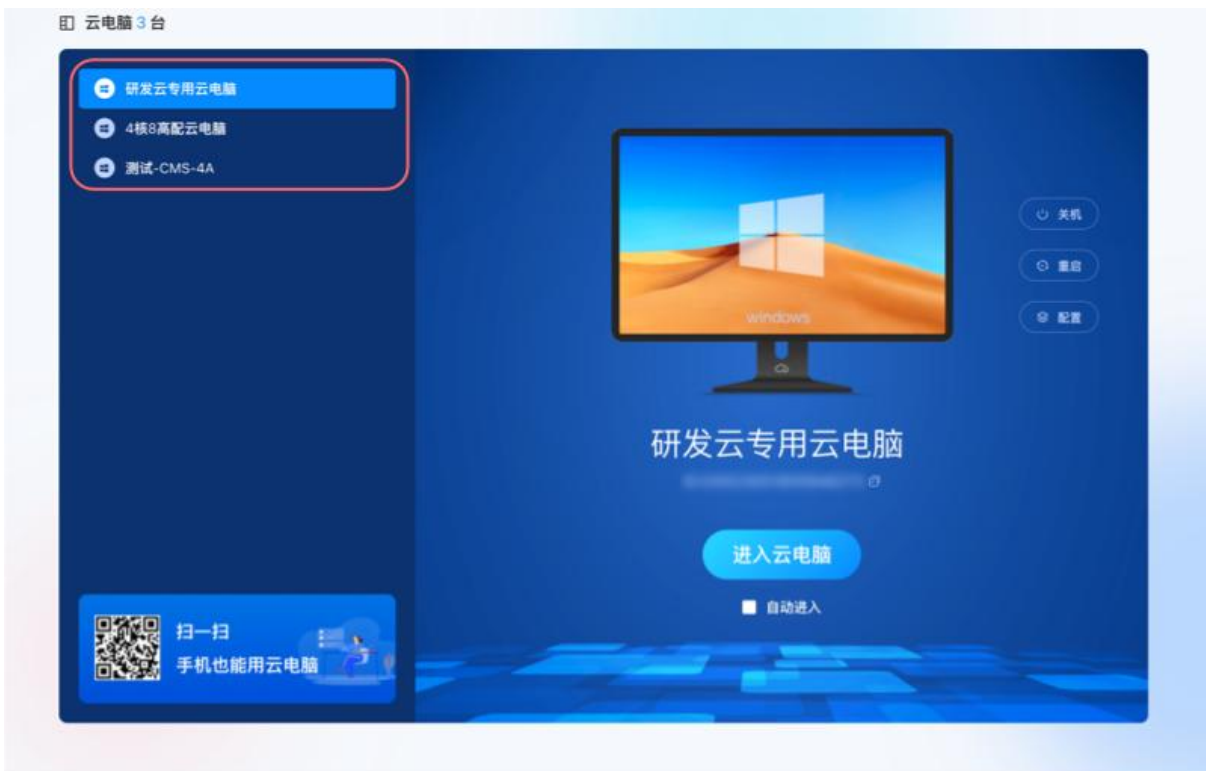 云电脑 3 台
研发云专用云电脑
4核8高配云电脑
测试-CMS-4A
关机
重启
windows
配置
研发云专用云电脑
进入云电脑
自动进入
扫一扫
手机也能用云电脑